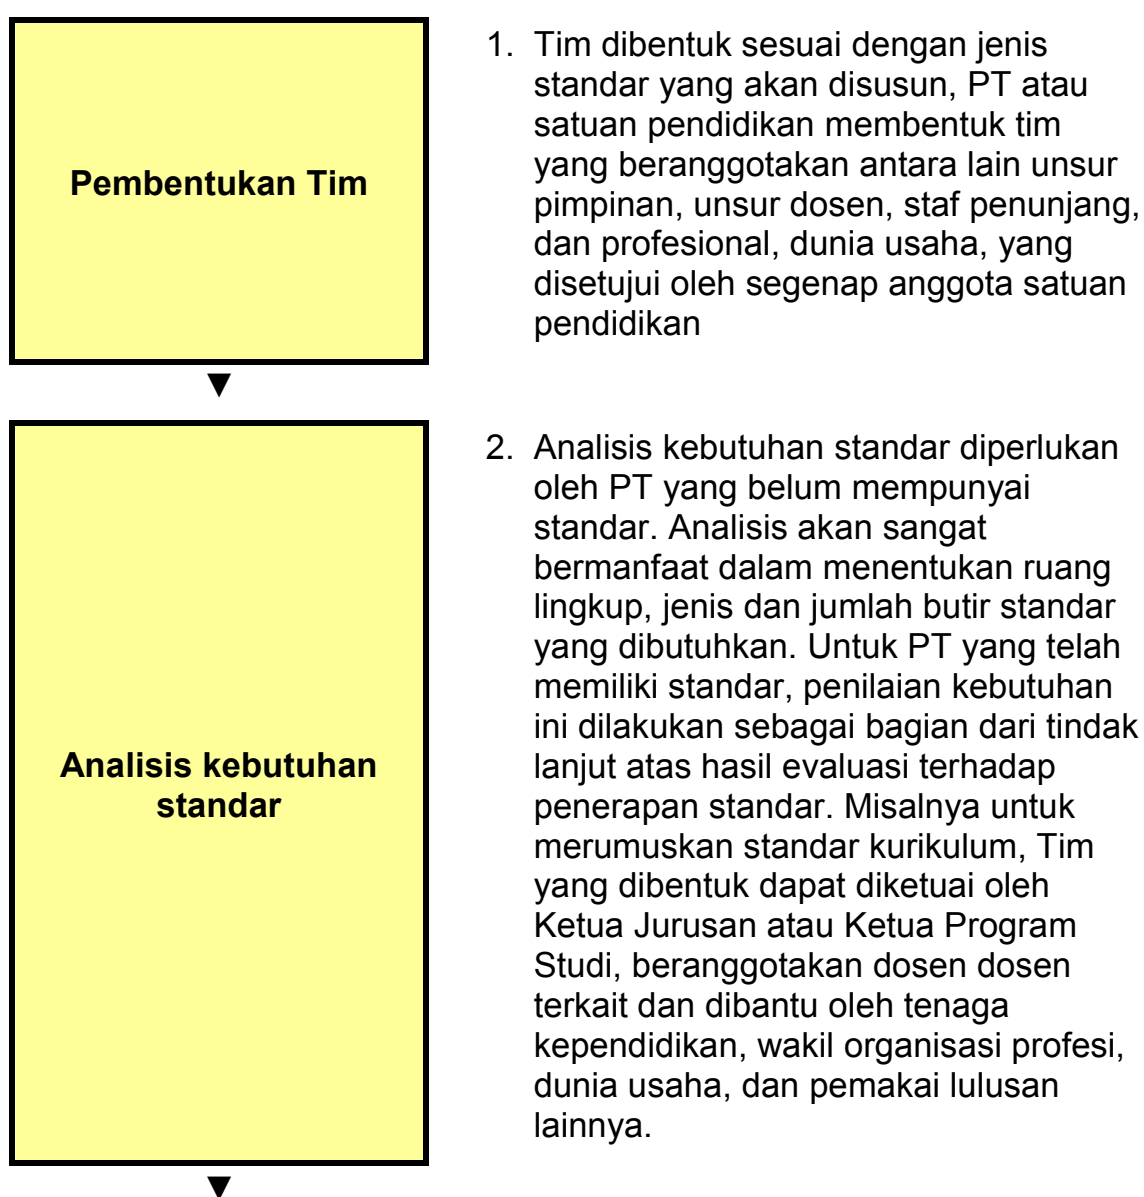 Pembentukan Tim
1. Tim dibentuk sesuai dengan jenis
standar yang akan disusun, PT atau
satuan pendidikan membentuk tim
yang beranggotakan antara lain unsur
pimpinan, unsur dosen, staf penunjang,
dan profesional, dunia usaha, yang
disetujui oleh segenap anggota satuan
pendidikan
▼
Analisis kebutuhan
standar
2. Analisis kebutuhan standar diperlukan
oleh PT yang belum mempunyai
standar. Analisis akan sangat
bermanfaat dalam menentukan ruang
lingkup, jenis dan jumlah butir standar
yang dibutuhkan. Untuk PT yang telah
memiliki standar, penilaian kebutuhan
ini dilakukan sebagai bagian dari tindak
lanjut atas hasil evaluasi terhadap
penerapan standar. Misalnya untuk
merumuskan standar kurikulum, Tim
yang dibentuk dapat diketuai oleh
Ketua Jurusan atau Ketua Program
Studi, beranggotakan dosen dosen
terkait dan dibantu oleh tenaga
kependidikan, wakil organisasi profesi,
dunia usaha, dan pemakai lulusan
lainnya.
▼